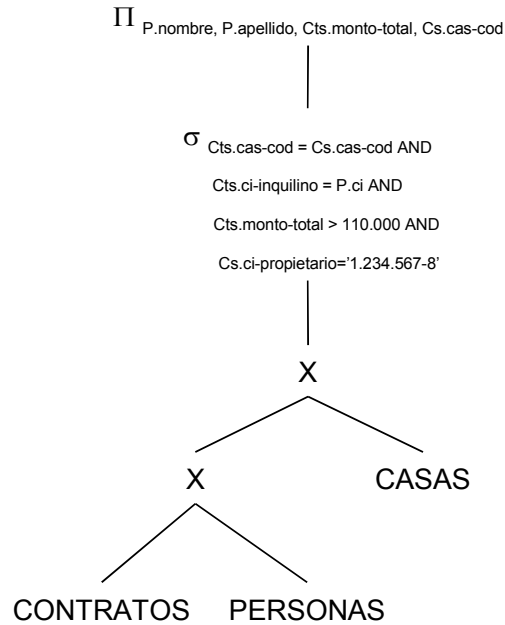 Π P.nombre, P.apellido, Cts.monto-total, Cs.cas-cod
σ Cts.cas-cod = Cs.cas-cod AND
Cts.ci-inquilino = P.ci AND
Cts.monto-total > 110.000 AND
Cs.ci-propietario=’1.234.567-8’
X
X CASAS
CONTRATOS PERSONAS